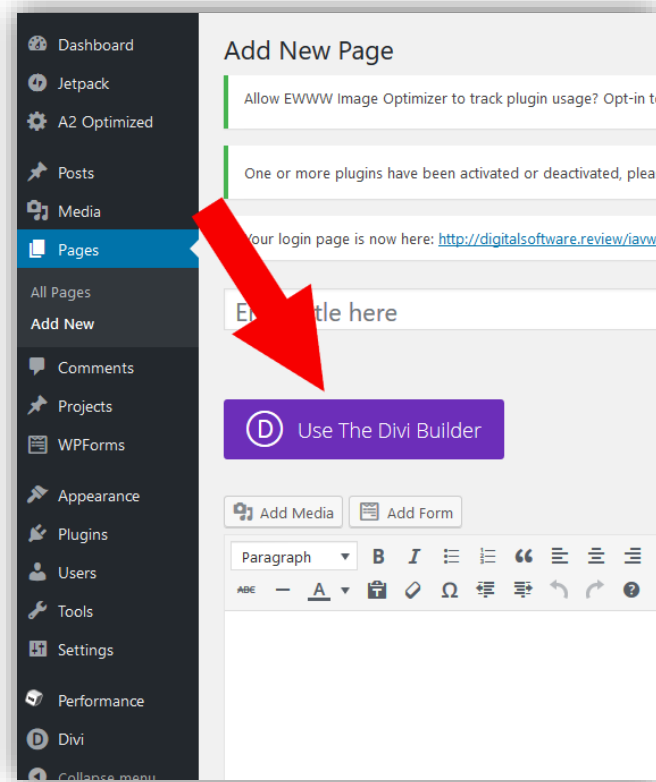 Dashboard
Jetpack
A2 Optimized
Posts
Media
Pages
All Pages
Add New
Comments
Projects
WPForms
Appearance
Plugins
Users
Tools
Settings
Performance
Divi
Collapse menu
Add New Page
Allow EWWW Image Optimizer to track plugin usage? Opt-in t
One or more plugins have been activated or deactivated, plea
Your login page is now here: http://digitalsoftware.review/iavw
tle here
D Use The Divi Builder
Add Media Add Form
Paragraph B I
ABC A T Ω